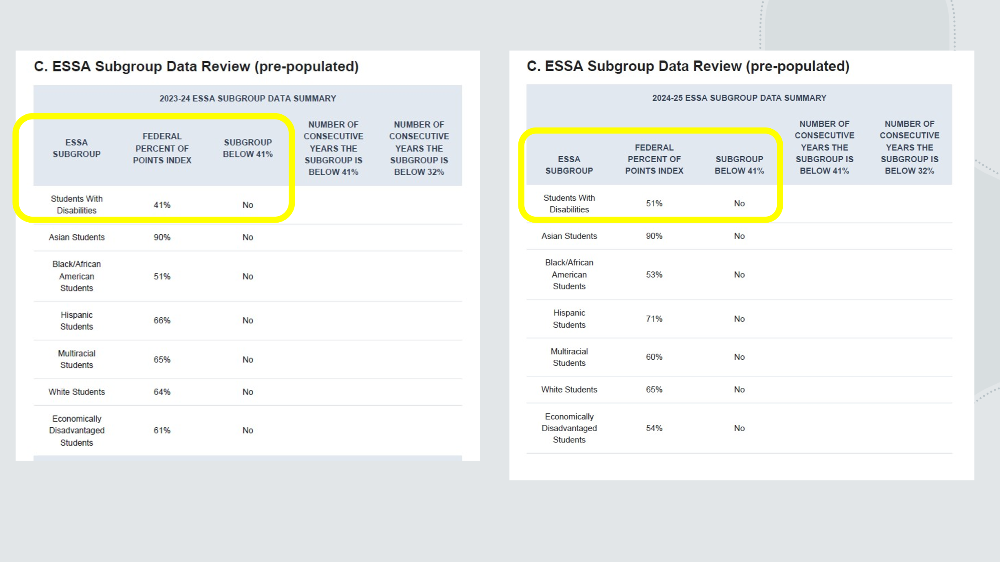 C. ESSA Subgroup Data Review (pre-populated)
2023-24 ESSA SUBGROUP DATA SUMMARY
ESSA
SUBGROUP
FEDERAL
PERCENT OF
POINTS INDEX
SUBGROUP
BELOW 41%
NUMBER OF
CONSECUTIVE
YEARS THE
SUBGROUP IS
BELOW 41%
NUMBER OF
CONSECUTIVE
YEARS THE
SUBGROUP IS
BELOW 32%
Students With
Disabilities
41%
No
Asian Students
90%
No
Black/African
American
Students
51%
No
Hispanic
Students
66%
No
Multiracial
Students
65%
No
White Students
64%
No
Economically
Disadvantaged
Students
61%
No
C. ESSA Subgroup Data Review (pre-populated)
2024-25 ESSA SUBGROUP DATA SUMMARY
ESSA
SUBGROUP
FEDERAL
PERCENT OF
POINTS INDEX
SUBGROUP
BELOW 41%
NUMBER OF
CONSECUTIVE
YEARS THE
SUBGROUP IS
BELOW 41%
NUMBER OF
CONSECUTIVE
YEARS THE
SUBGROUP IS
BELOW 32%
Students With
Disabilities
51%
No
Asian Students
90%
No
Black/African
American
Students
53%
No
Hispanic
Students
71%
No
Multiracial
Students
60%
No
White Students
65%
No
Economically
Disadvantaged
Students
54%
No